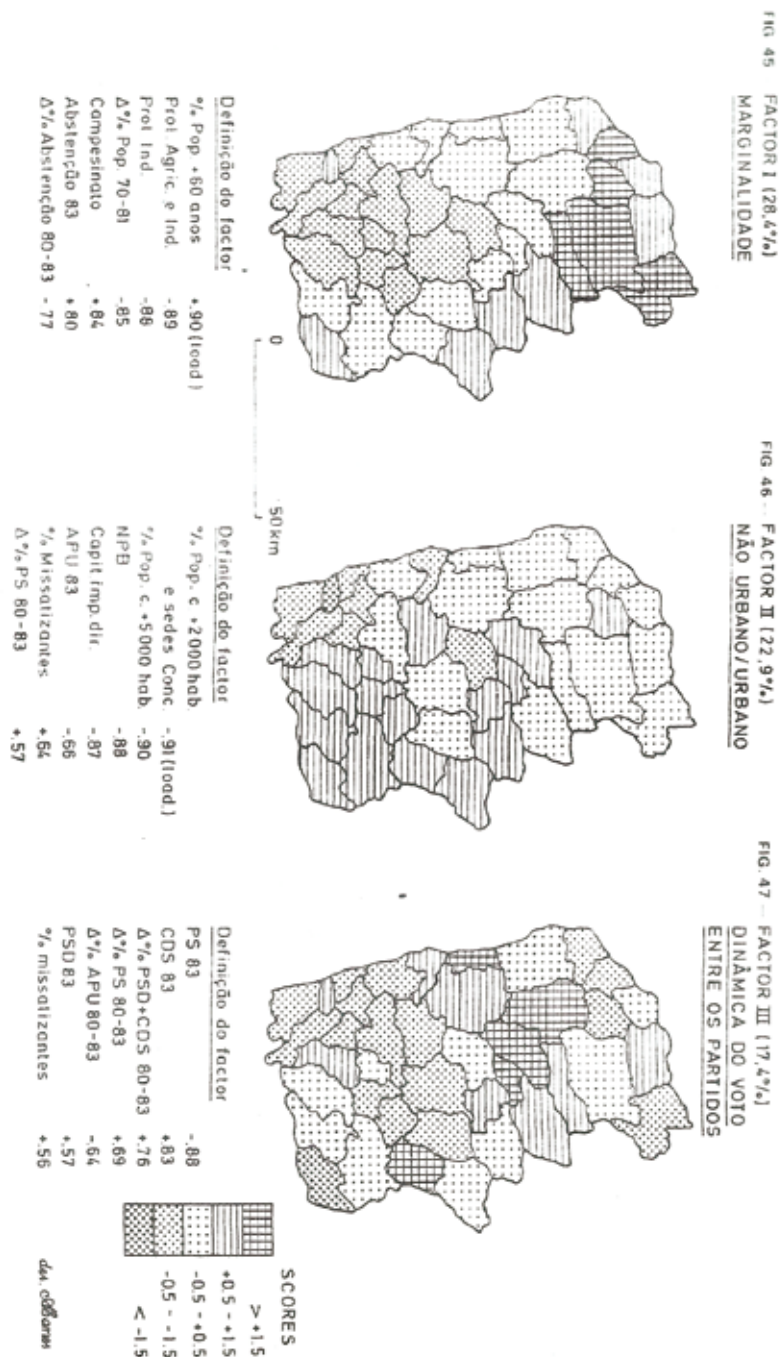 FIG 45 FACTOR I (28,4%)
MARGINALIDADE
Definição do factor
% Pop. +60 anos +.90 (load.)
Prol. Agric. e Ind. -.89
Prol Ind. -.88
Δ% Pop. 70-81 -.85
Campesinato +.84
Abstenção 83 +.80
Δ% Abstenção 80-83 -.77
0 50 km
FIG 46 — FACTOR II (22,9%)
NÃO URBANO/URBANO
Definição do factor
% Pop. c +2000 hab.
e sedes Conc. -.91 (load.)
% Pop. c. +5000 hab. -.90
NPB -.88
Capit imp. dir. -.87
APU 83 -.66
% Missalizantes +.64
Δ% PS 80-83 +.57
FIG. 47 — FACTOR III (17,4%)
DINÂMICA DO VOTO
ENTRE OS PARTIDOS
Definição do factor
PS 83 -.88
CDS 83 +.83
Δ% PSD+CDS 80-83 +.76
Δ% PS 80-83 +.69
Δ% APU 80-83 -.64
PSD 83 +.57
% missalizantes +.56
SCORES
> +1.5
+0.5 - +1.5
-0.5 - +0.5
-0.5 - -1.5
< -1.5
des.